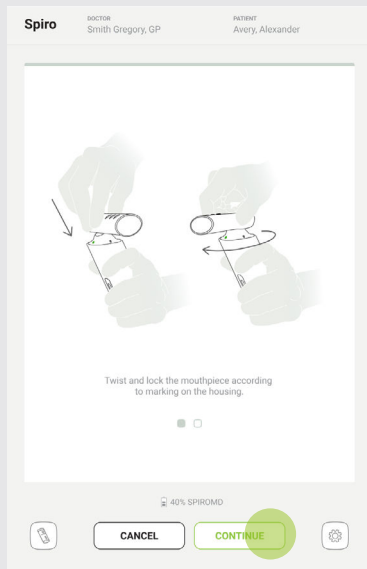 Spiro
DOCTOR
Smith Gregory, GP
PATIENT
Avery, Alexander
Twist and lock the mouthpiece according
to marking on the housing.
40% SPIROMD
CANCEL
CONTINUE